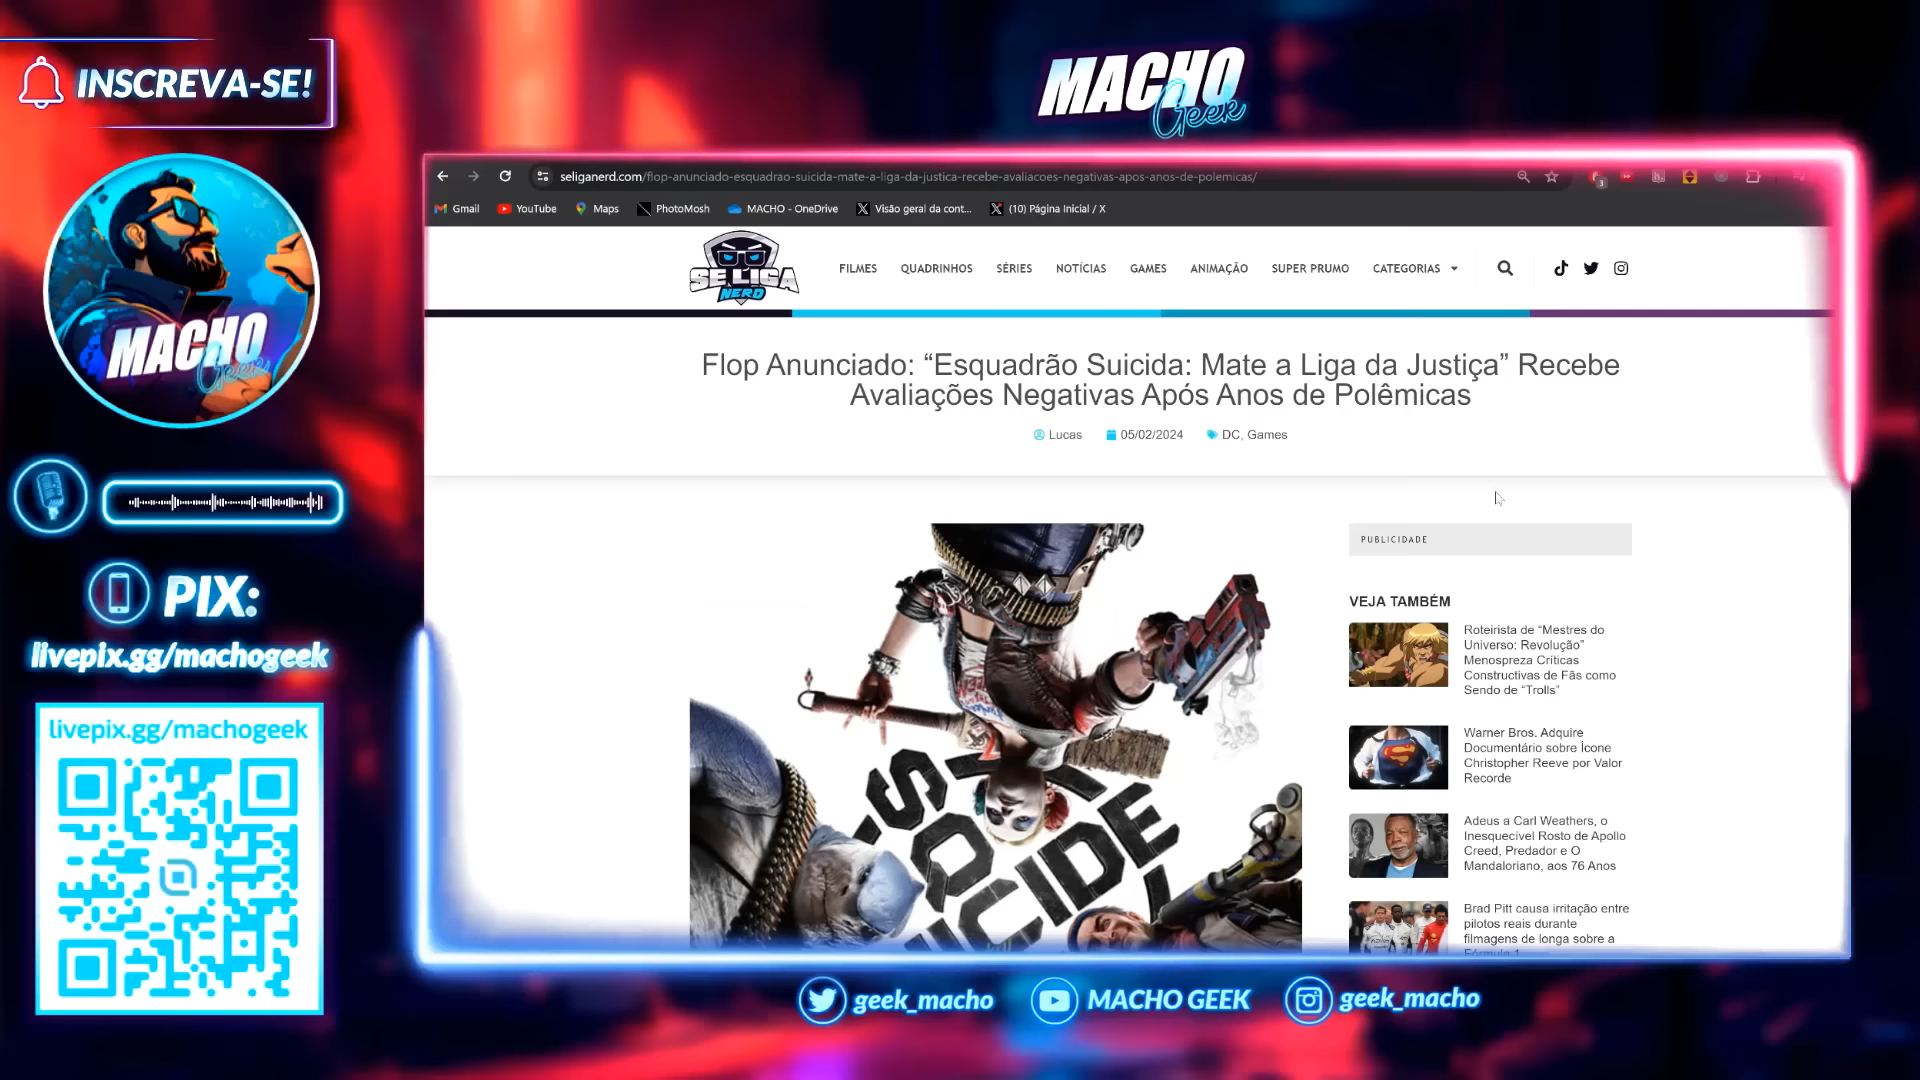 INSCREVA-SE!
MACHO
Geek
MACHO
Geek
PIX:
livepix.gg/machogeek
livepix.gg/machogeek
seliganerd.com/flop-anunciado-esquadrao-suicida-mate-a-liga-da-justica-recebe-avaliacoes-negativas-apos-anos-de-polemicas/
3
Gmail
YouTube
Maps
PhotoMosh
MACHO - OneDrive
Visão geral da cont...
(10) Página Inicial / X
SE LIGA
NERD
FILMES
QUADRINHOS
SÉRIES
NOTÍCIAS
GAMES
ANIMAÇÃO
SUPER PRUMO
CATEGORIAS
Flop Anunciado: “Esquadrão Suicida: Mate a Liga da Justiça” Recebe
Avaliações Negativas Após Anos de Polêmicas
Lucas
05/02/2024
DC, Games
SUICIDE
SQ
PUBLICIDADE
VEJA TAMBÉM
Roteirista de “Mestres do
Universo: Revolução”
Menospreza Críticas
Constructivas de Fãs como
Sendo de “Trolls”
Warner Bros. Adquire
Documentário sobre Ícone
Christopher Reeve por Valor
Recorde
Adeus a Carl Weathers, o
Inesquecível Rosto de Apollo
Creed, Predador e O
Mandaloriano, aos 76 Anos
Brad Pitt causa irritação entre
pilotos reais durante
filmagens de longa sobre a
Fórmula 1
geek_macho
MACHO GEEK
geek_macho